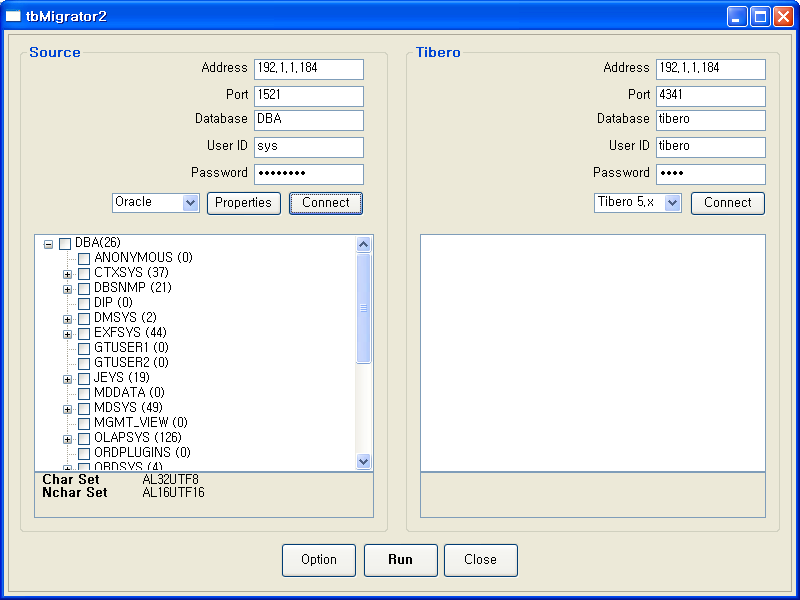 tbMigrator2
Source
Address 192.1.1.184
Port 1521
Database DBA
User ID sys
Password ••••••••
Oracle Properties Connect
DBA(26)
ANONYMOUS (0)
CTXSYS (37)
DBSNMP (21)
DIP (0)
DMSYS (2)
EXFSYS (44)
GTUSER1 (0)
GTUSER2 (0)
JEYS (19)
MDDATA (0)
MDSYS (49)
MGMT_VIEW (0)
OLAPSYS (126)
ORDPLUGINS (0)
ORDSYS (4)
Char Set AL32UTF8
Nchar Set AL16UTF16
Tibero
Address 192.1.1.184
Port 4341
Database tibero
User ID tibero
Password ••••
Tibero 5.x Connect
Option Run Close